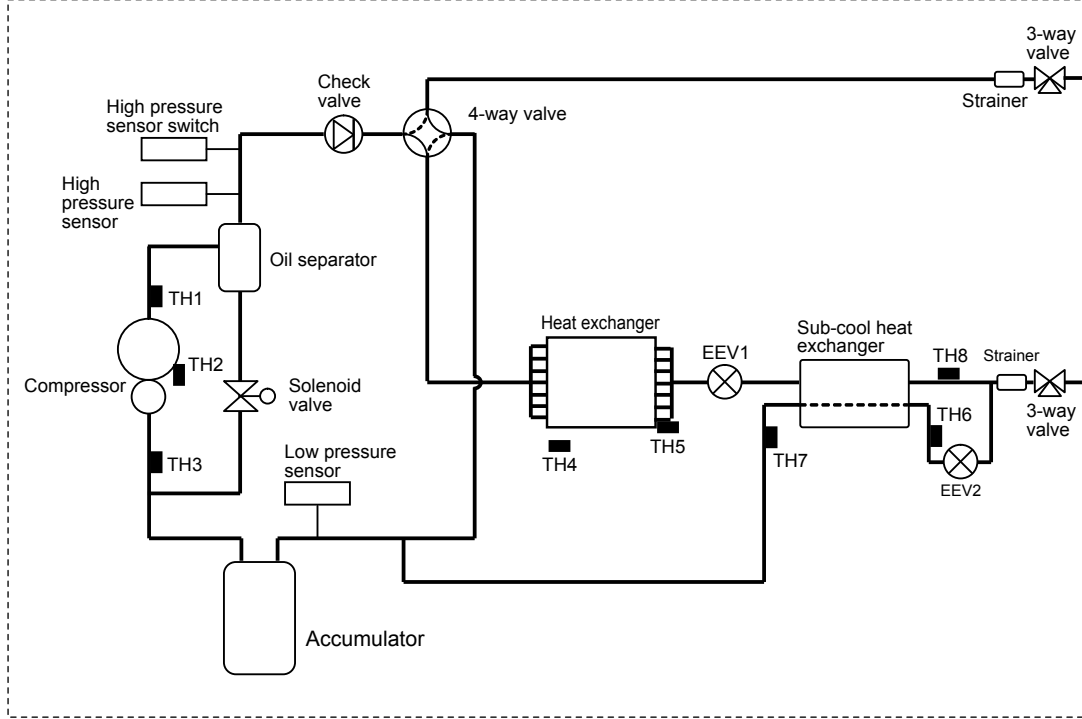 3-way
valve
Strainer
Check
valve
4-way valve
High pressure
sensor switch
High
pressure
sensor
Oil separator
TH1
Heat exchanger
Sub-cool heat
exchanger
EEV1
TH8
Strainer
TH2
Compressor
Solenoid
valve
3-way
valve
TH6
TH5
TH4
TH7
TH3
Low pressure
sensor
EEV2
Accumulator